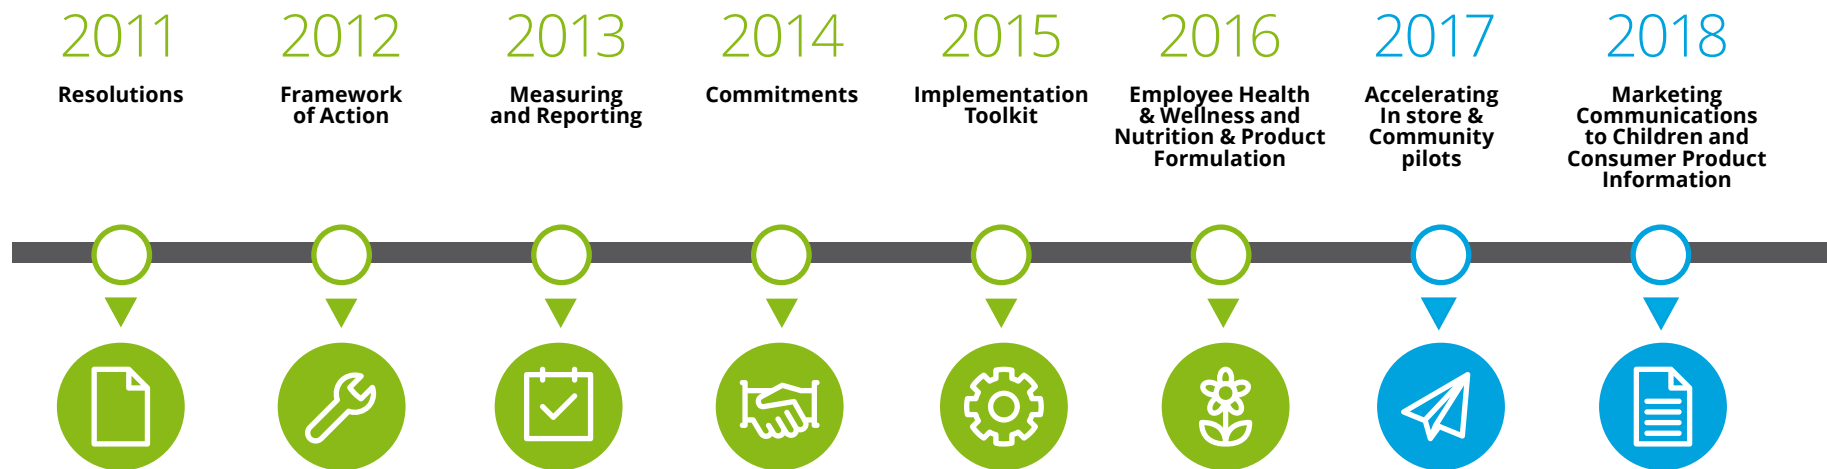 2011
Resolutions
2012
Framework
of Action
2013
Measuring
and Reporting
2014
Commitments
2015
Implementation
Toolkit
2016
Employee Health
& Wellness and
Nutrition & Product
Formulation
2017
Accelerating
In store &
Community
pilots
2018
Marketing
Communications
to Children and
Consumer Product
Information